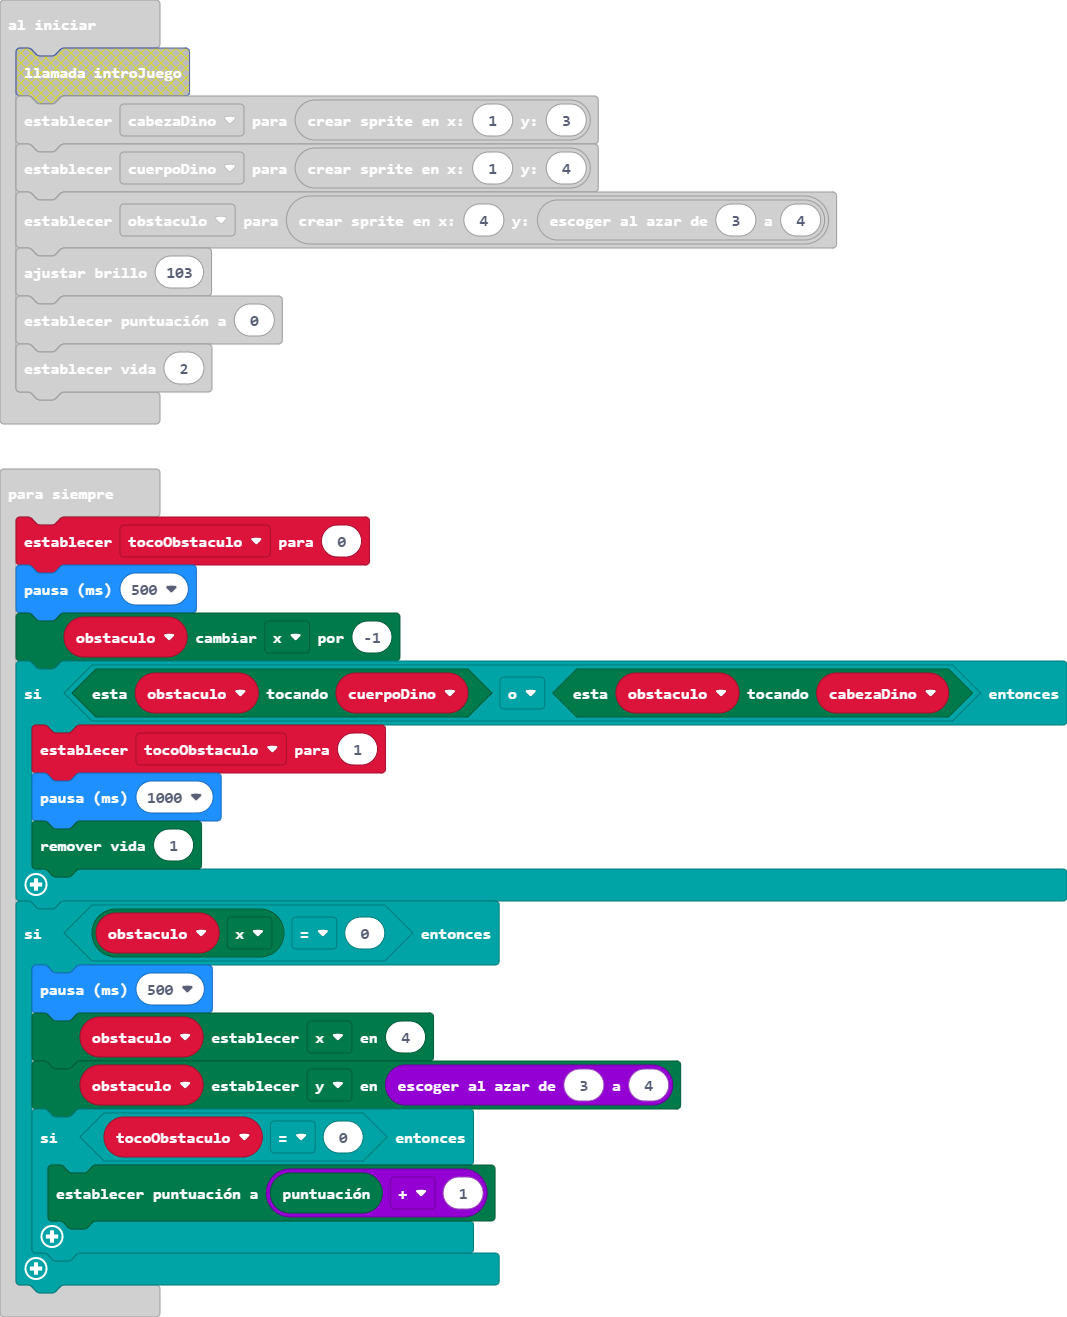 al iniciar
llamada introJuego
establecer cabezaDino para crear sprite en x: 1 y: 3
establecer cuerpoDino para crear sprite en x: 1 y: 4
establecer obstaculo para crear sprite en x: 4 y: escoger al azar de 3 a 4
ajustar brillo 103
establecer puntuación a 0
establecer vida 2
para siempre
establecer tocoObstaculo para 0
pausa (ms) 500
obstaculo cambiar x por -1
si esta obstaculo tocando cuerpoDino o esta obstaculo tocando cabezaDino entonces
establecer tocoObstaculo para 1
pausa (ms) 1000
remover vida 1
si obstaculo x = 0 entonces
pausa (ms) 500
obstaculo establecer x en 4
obstaculo establecer y en escoger al azar de 3 a 4
si tocoObstaculo = 0 entonces
establecer puntuación a puntuación + 1